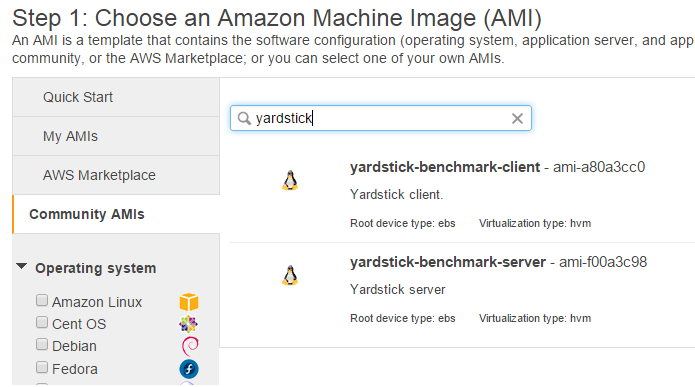 Step 1: Choose an Amazon Machine Image (AMI)
An AMI is a template that contains the software configuration (operating system, application server, and app
community, or the AWS Marketplace; or you can select one of your own AMIs.
Quick Start
My AMIs
AWS Marketplace
Community AMIs
Operating system
Amazon Linux
Cent OS
Debian
Fedora
yardstick
yardstick-benchmark-client - ami-a80a3cc0
Yardstick client.
Root device type: ebs Virtualization type: hvm
yardstick-benchmark-server - ami-f00a3c98
Yardstick server
Root device type: ebs Virtualization type: hvm